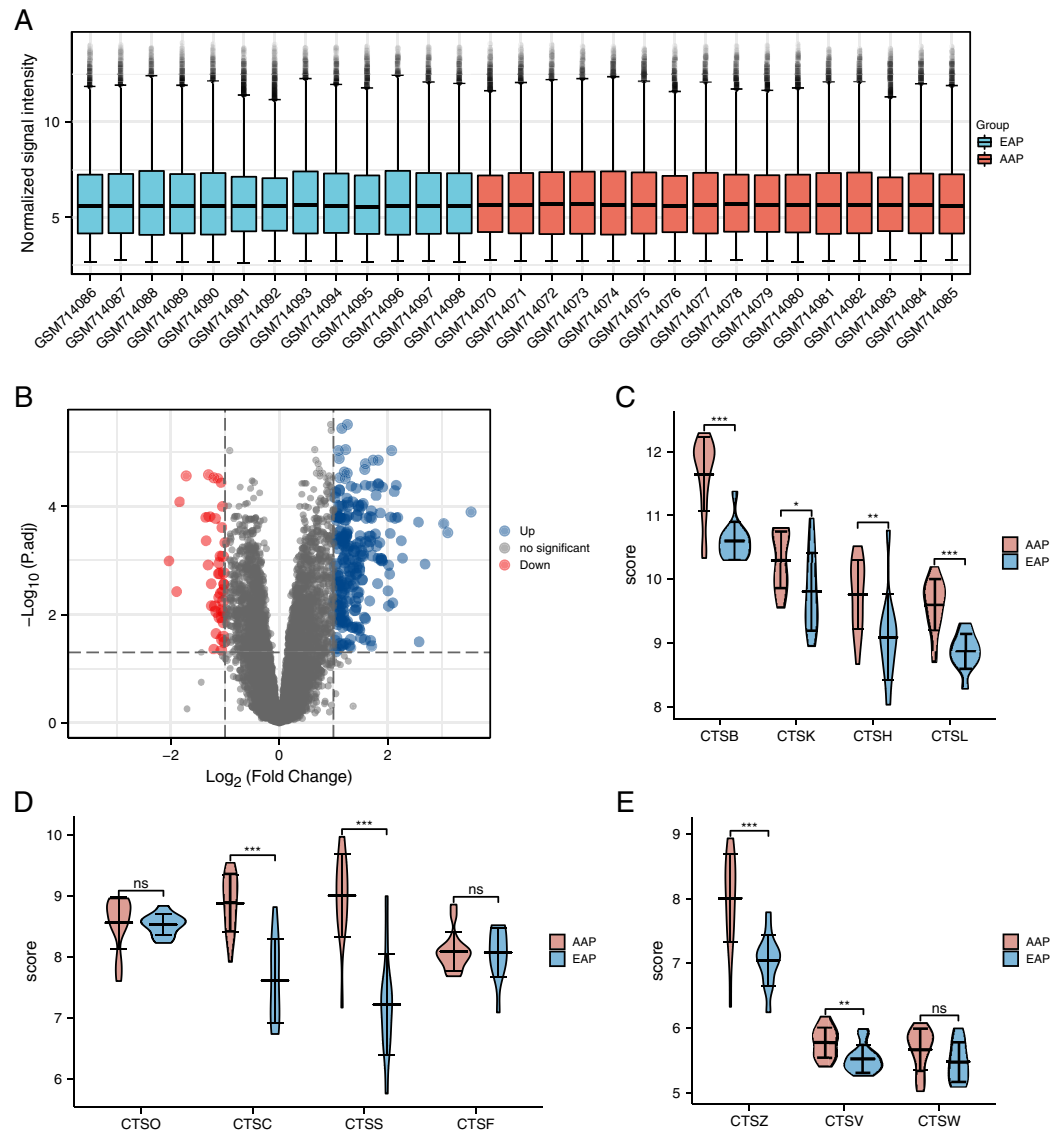 A
Normalized signal intensity
10
5
GSM714086
GSM714087
GSM714088
GSM714089
GSM714090
GSM714091
GSM714092
GSM714093
GSM714094
GSM714095
GSM714096
GSM714097
GSM714098
GSM714070
GSM714071
GSM714072
GSM714073
GSM714074
GSM714075
GSM714076
GSM714077
GSM714078
GSM714079
GSM714080
GSM714081
GSM714082
GSM714083
GSM714084
GSM714085
Group
EAP
AAP
B
−Log10 (P.adj)
4
2
0
−2 0 2
Log2 (Fold Change)
Up
no significant
Down
C
score
12
11
10
9
8
*** * ** ***
CTSB CTSK CTSH CTSL
AAP
EAP
D
score
10
9
8
7
6
ns *** *** ns
CTSO CTSC CTSS CTSF
AAP
EAP
E
score
9
8
7
6
5
*** ** ns
CTSZ CTSV CTSW
AAP
EAP